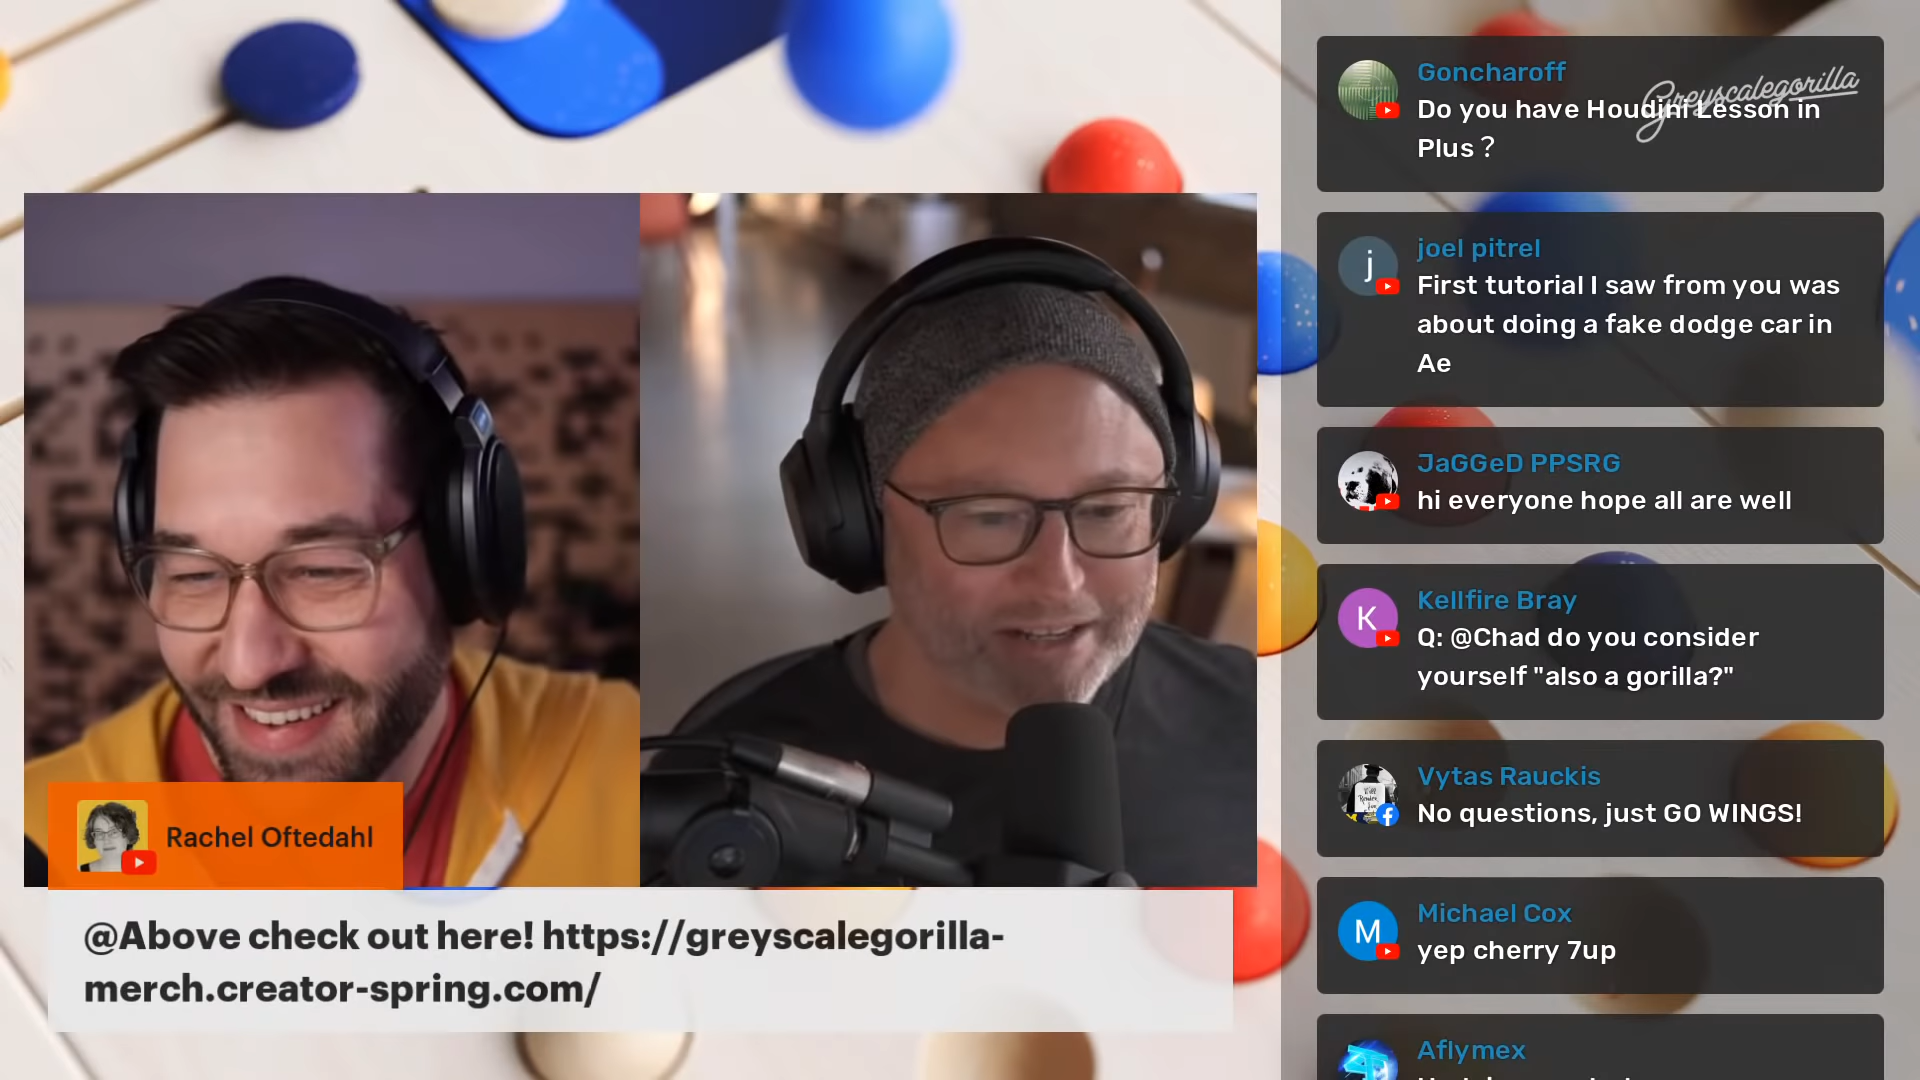 Goncharoff
Greyscalegorilla
Do you have Houdini Lesson in
Plus ?
j
joel pitrel
First tutorial I saw from you was
about doing a fake dodge car in
Ae
JaGGeD PPSRG
hi everyone hope all are well
K
Kellfire Bray
Q: @Chad do you consider
yourself "also a gorilla?"
Vytas Rauckis
No questions, just GO WINGS!
M
Michael Cox
yep cherry 7up
Aflymex
Rachel Oftedahl
@Above check out here! https://greyscalegorilla-
merch.creator-spring.com/